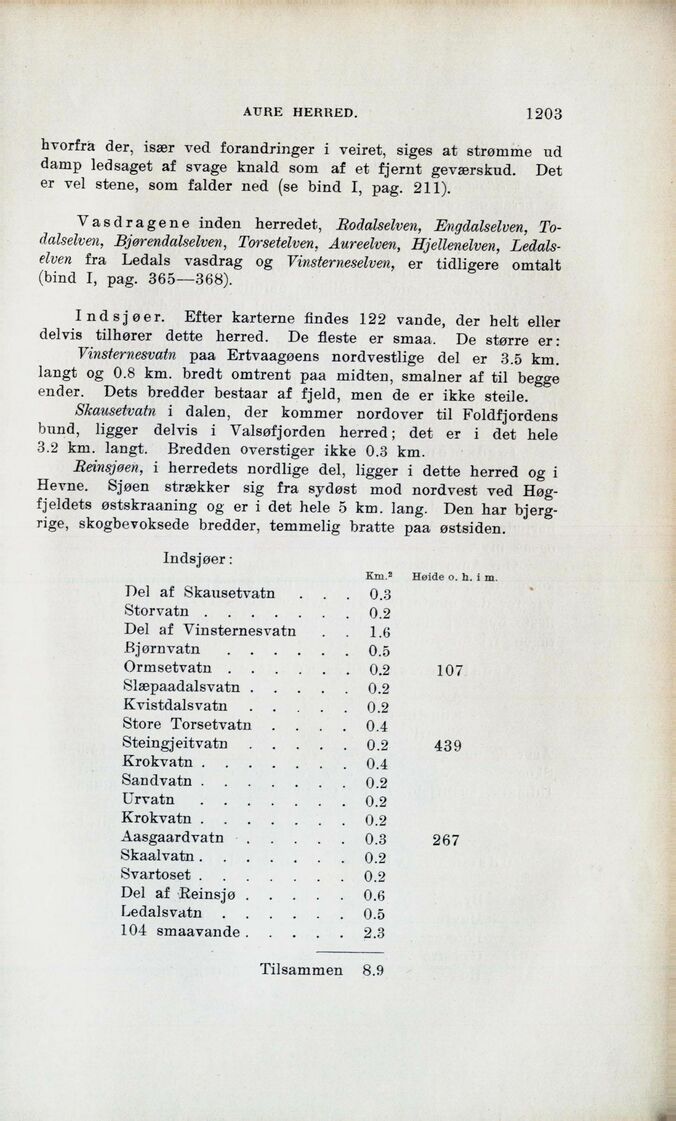 AURE HERRED. 1203
hvorfra der, især ved forandringer i veiret, siges at strømme ud
damp ledsaget af svage knald som af et fjernt geværskud. Det
er vel stene, som falder ned (se bind I, pag. 211).
Vasdragene inden herredet, Rodalselven, Engdalselven, To-
dalselven, Bjørendalselven, Torsetelven, Aureelven, Hjellenelven, Ledals-
elven fra Ledals vasdrag og Vinsterneselven, er tidligere omtalt
(bind I, pag. 365—368).
Indsjøer. Efter karterne findes 122 vande, der helt eller
delvis tilhører dette herred. De fleste er smaa. De større er:
Vinsternesvatn paa Ertvaagøens nordvestlige del er 3.5 km.
langt og 0.8 km. bredt omtrent paa midten, smalner af til begge
ender. Dets bredder bestaar af fjeld, men de er ikke steile.
Skausetvatn i dalen, der kommer nordover til Foldfjordens
bund, ligger delvis i Valsøfjorden herred; det er i det hele
3.2 km. langt. Bredden overstiger ikke 0.3 km.
Reinsjøen, i herredets nordlige del, ligger i dette herred og i
Hevne. Sjøen strækker sig fra sydøst mod nordvest ved Høg-
fjeldets østskraaning og er i det hele 5 km. lang. Den har bjerg-
rige, skogbevoksede bredder, temmelig bratte paa østsiden.
Indsjøer:
Km.² Høide o. h. i m.
Del af Skausetvatn . . . 0.3
Storvatn . . . . . . . 0.2
Del af Vinsternesvatn . . 1.6
Bjørnvatn . . . . . . 0.5
Ormsetvatn . . . . . . 0.2 107
Slæpaadalsvatn . . . . . 0.2
Kvistdalsvatn . . . . . 0.2
Store Torsetvatn . . . . 0.4
Steingjeitvatn . . . . . 0.2 439
Krokvatn . . . . . . . 0.4
Sandvatn . . . . . . . 0.2
Urvatn . . . . . . . 0.2
Krokvatn . . . . . . . 0.2
Aasgaardvatn . . . . . 0.3 267
Skaalvatn . . . . . . . 0.2
Svartoset . . . . . . . 0.2
Del af Reinsjø . . . . . 0.6
Ledalsvatn . . . . . . 0.5
104 smaavande . . . . . 2.3
Tilsammen 8.9